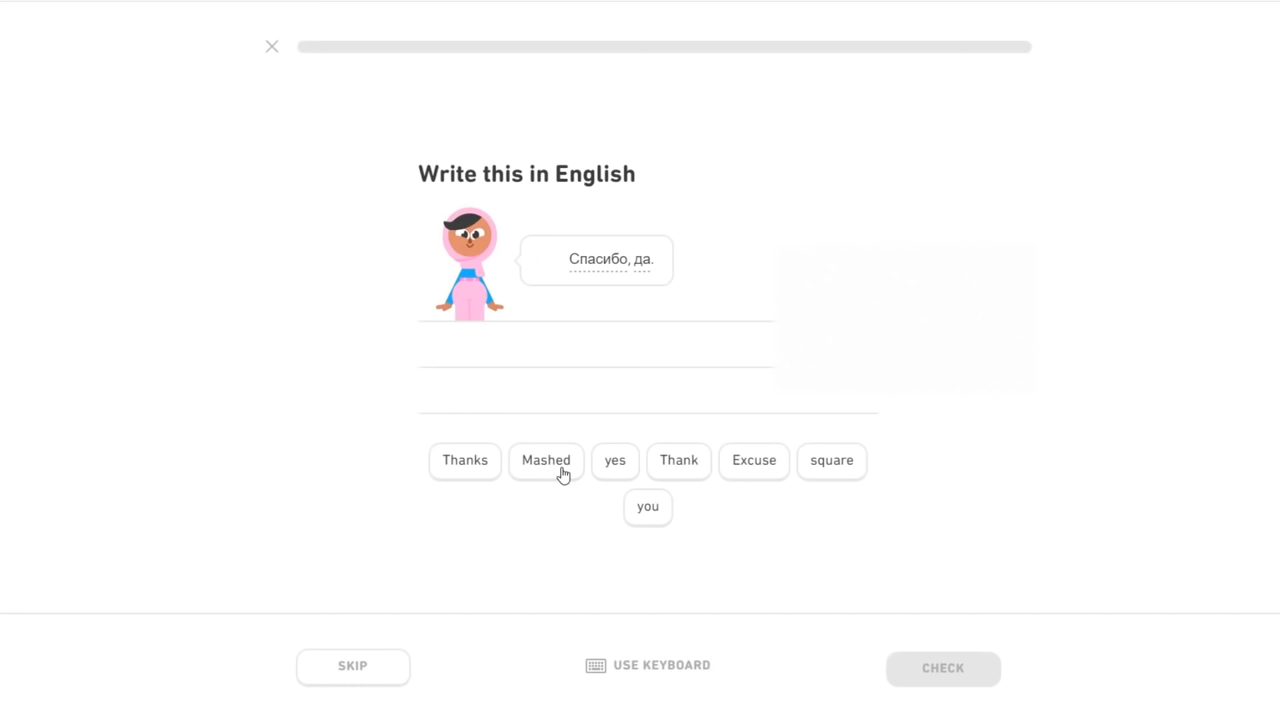 Write this in English
Спасибо, да.
Thanks Mashed yes Thank Excuse square
you
SKIP USE KEYBOARD CHECK